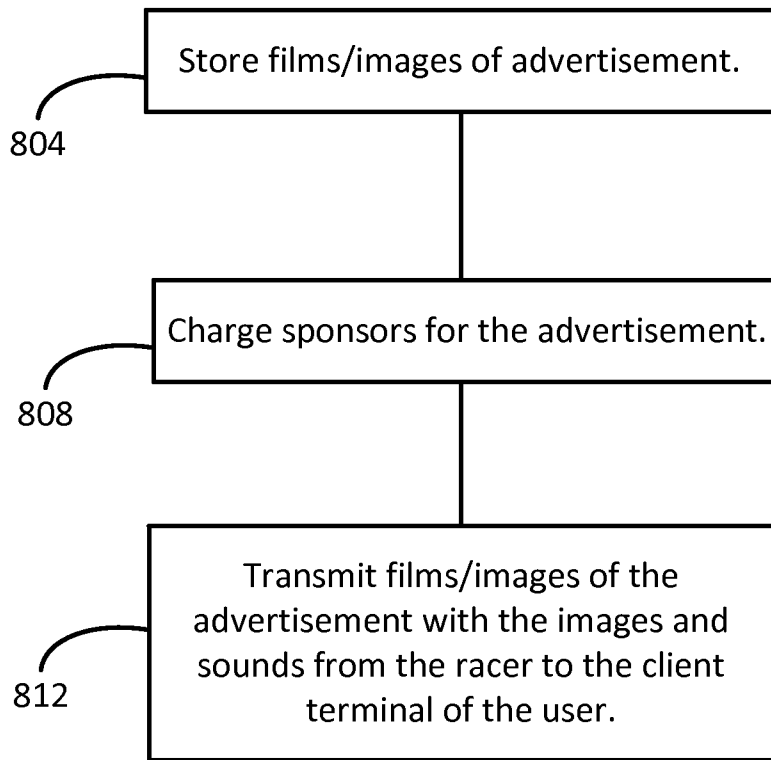 Store films/images of advertisement.
804
Charge sponsors for the advertisement.
808
Transmit films/images of the
advertisement with the images and
sounds from the racer to the client
terminal of the user.
812